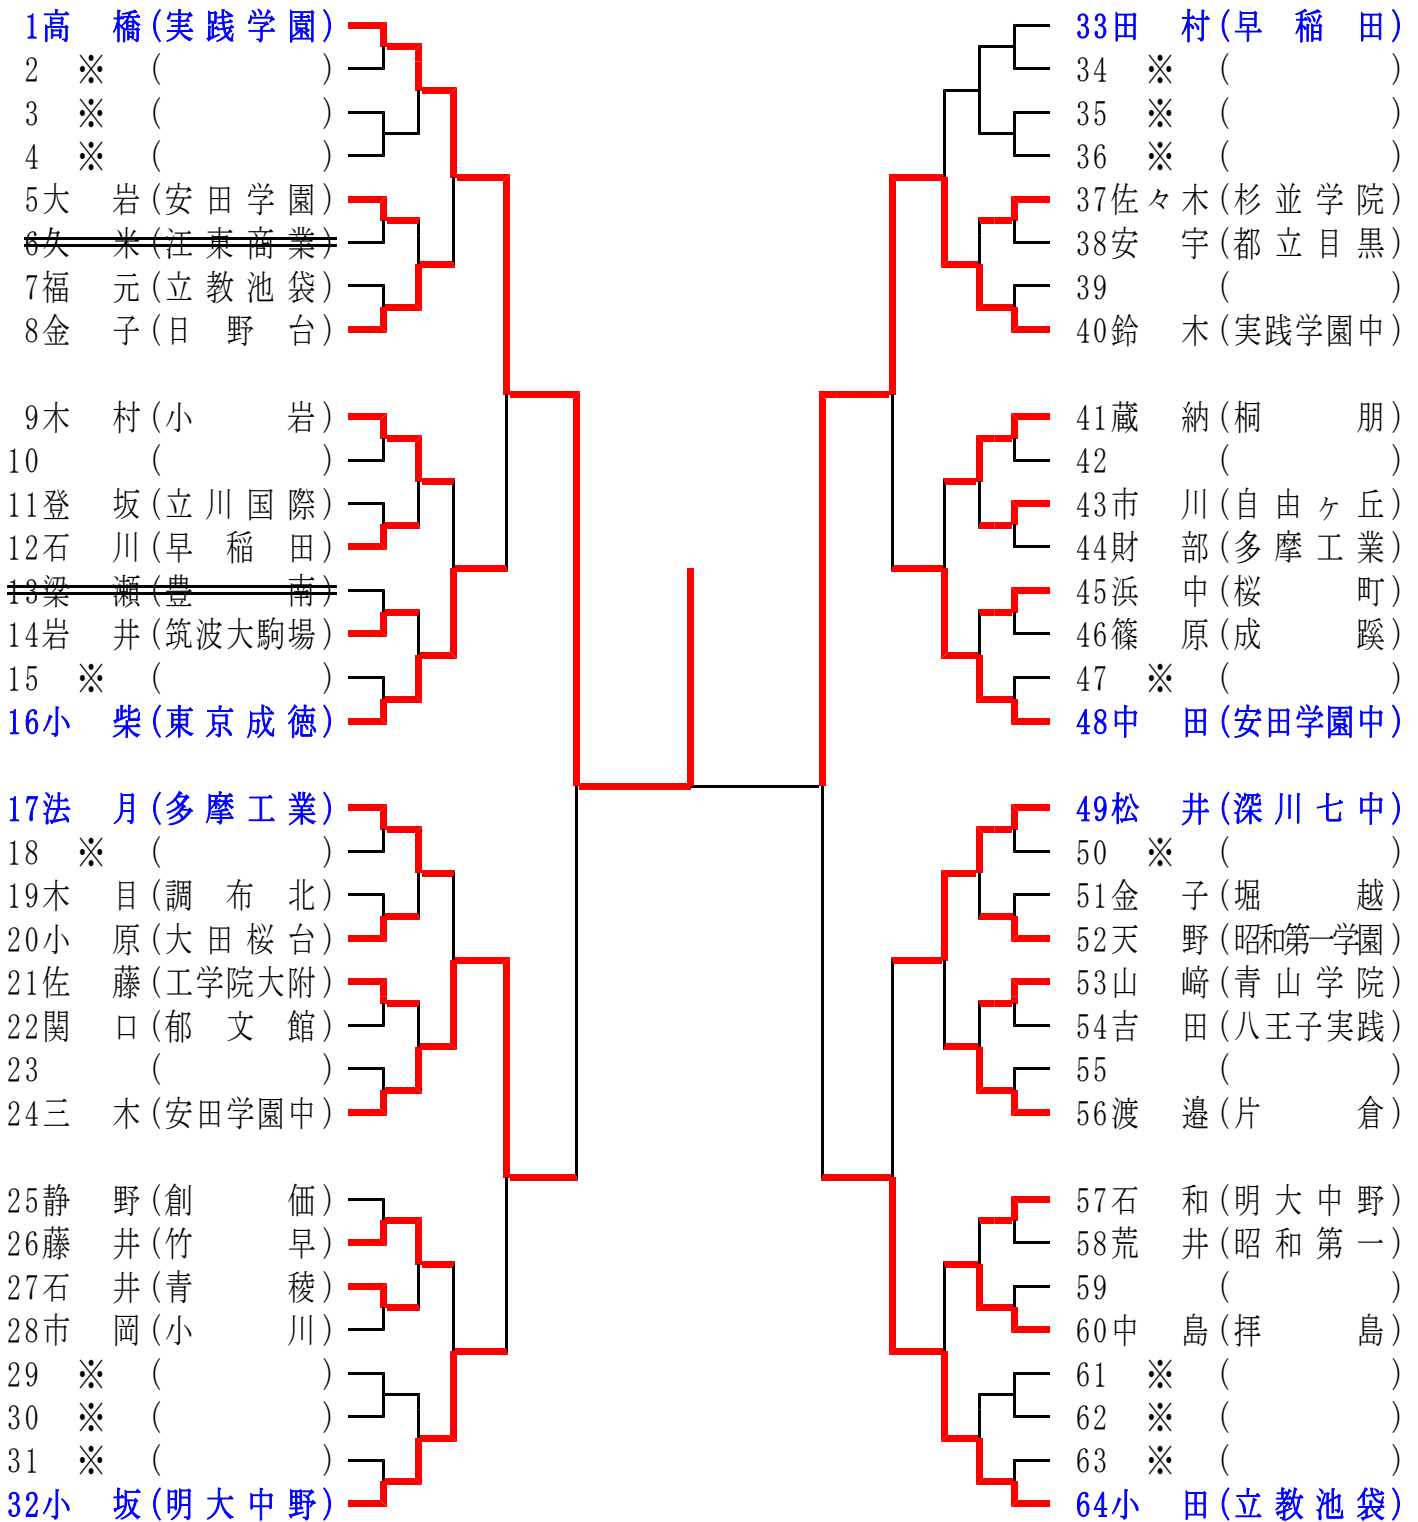 1高 橋(実践学園)
2 ※ ( )
3 ※ ( )
4 ※ ( )
5大 岩(安田学園)
6久 米(江東商業)
7福 元(立教池袋)
8金 子(日野台)
9木 村(小岩)
10 ( )
11登 坂(立川国際)
12石 川(早稲田)
13梁 瀬(豊南)
14岩 井(筑波大駒場)
15 ※ ( )
16小 柴(東京成徳)
17法 月(多摩工業)
18 ※ ( )
19木 目(調布北)
20小 原(大田桜台)
21佐 藤(工学院大附)
22関 口(郁文館)
23 ( )
24三 木(安田学園中)
25静 野(創価)
26藤 井(竹早)
27石 井(青稜)
28市 岡(小川)
29 ※ ( )
30 ※ ( )
31 ※ ( )
32小 坂(明大中野)
33田 村(早稲田)
34 ※ ( )
35 ※ ( )
36 ※ ( )
37佐々木(杉並学院)
38安 宇(都立目黒)
39 ( )
40鈴 木(実践学園中)
41蔵 納(桐朋)
42 ( )
43市 川(自由ヶ丘)
44財 部(多摩工業)
45浜 中(桜町)
46篠 原(成蹊)
47 ※ ( )
48中 田(安田学園中)
49松 井(深川七中)
50 ※ ( )
51金 子(堀越)
52天 野(昭和第一学園)
53山 﨑(青山学院)
54吉 田(八王子実践)
55 ( )
56渡 邉(片倉)
57石 和(明大中野)
58荒 井(昭和第一)
59 ( )
60中 島(拝島)
61 ※ ( )
62 ※ ( )
63 ※ ( )
64小 田(立教池袋)